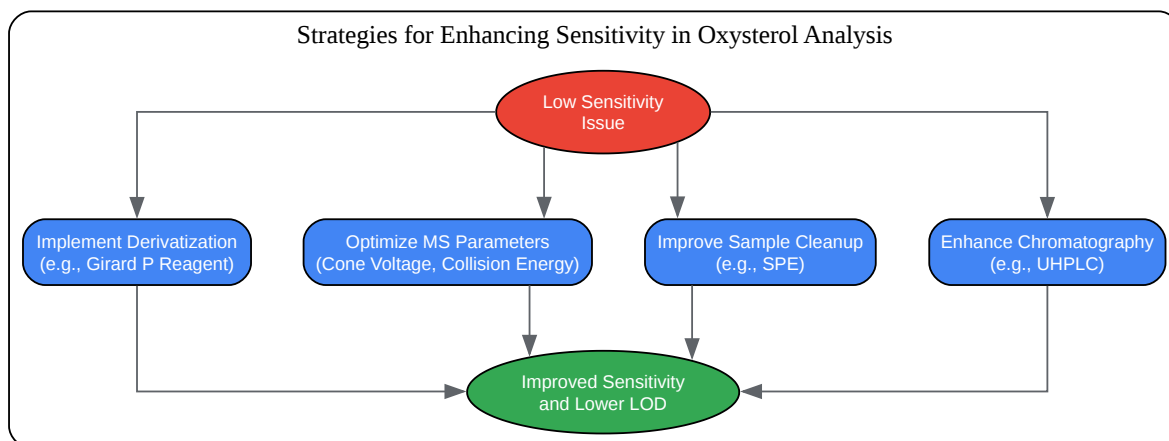 Strategies for Enhancing Sensitivity in Oxysterol Analysis
Low Sensitivity
Issue
Implement Derivatization
(e.g., Girard P Reagent)
Optimize MS Parameters
(Cone Voltage, Collision Energy)
Improve Sample Cleanup
(e.g., SPE)
Enhance Chromatography
(e.g., UHPLC)
Improved Sensitivity
and Lower LOD